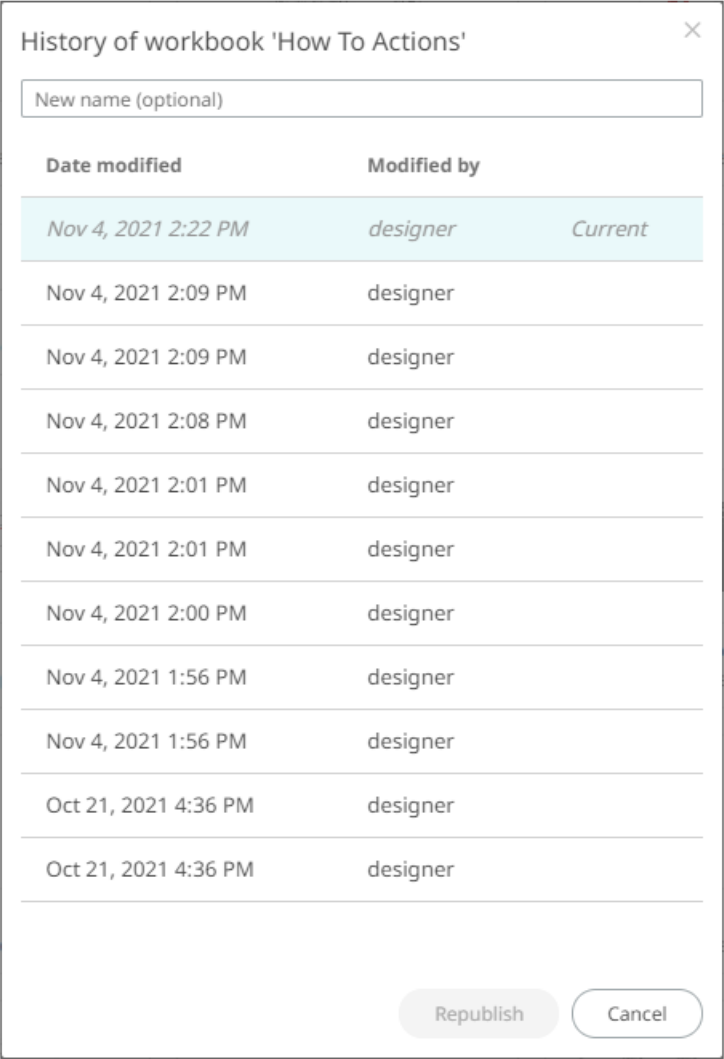 History of workbook 'How To Actions'
New name (optional)
Date modified Modified by
Nov 4, 2021 2:22 PM designer Current
Nov 4, 2021 2:09 PM designer
Nov 4, 2021 2:09 PM designer
Nov 4, 2021 2:08 PM designer
Nov 4, 2021 2:01 PM designer
Nov 4, 2021 2:01 PM designer
Nov 4, 2021 2:00 PM designer
Nov 4, 2021 1:56 PM designer
Nov 4, 2021 1:56 PM designer
Oct 21, 2021 4:36 PM designer
Oct 21, 2021 4:36 PM designer
Republish Cancel